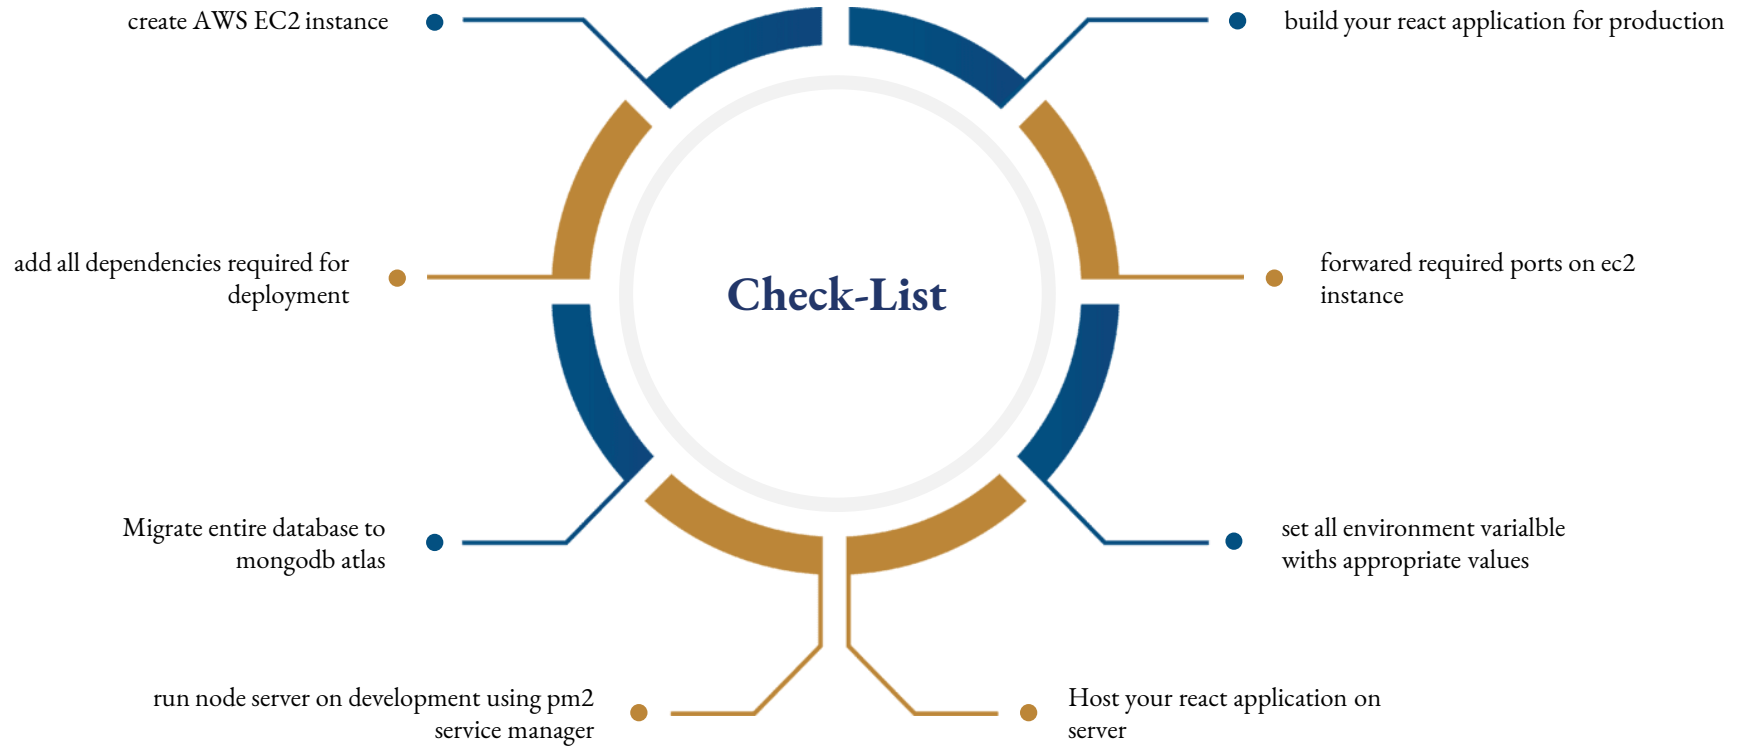 create AWS EC2 instance
build your react application for production
add all dependencies required for
deployment
Check-List
forwared required ports on ec2
instance
Migrate entire database to
mongodb atlas
set all environment varialble
withs appropriate values
run node server on development using pm2
service manager
Host your react application on
server